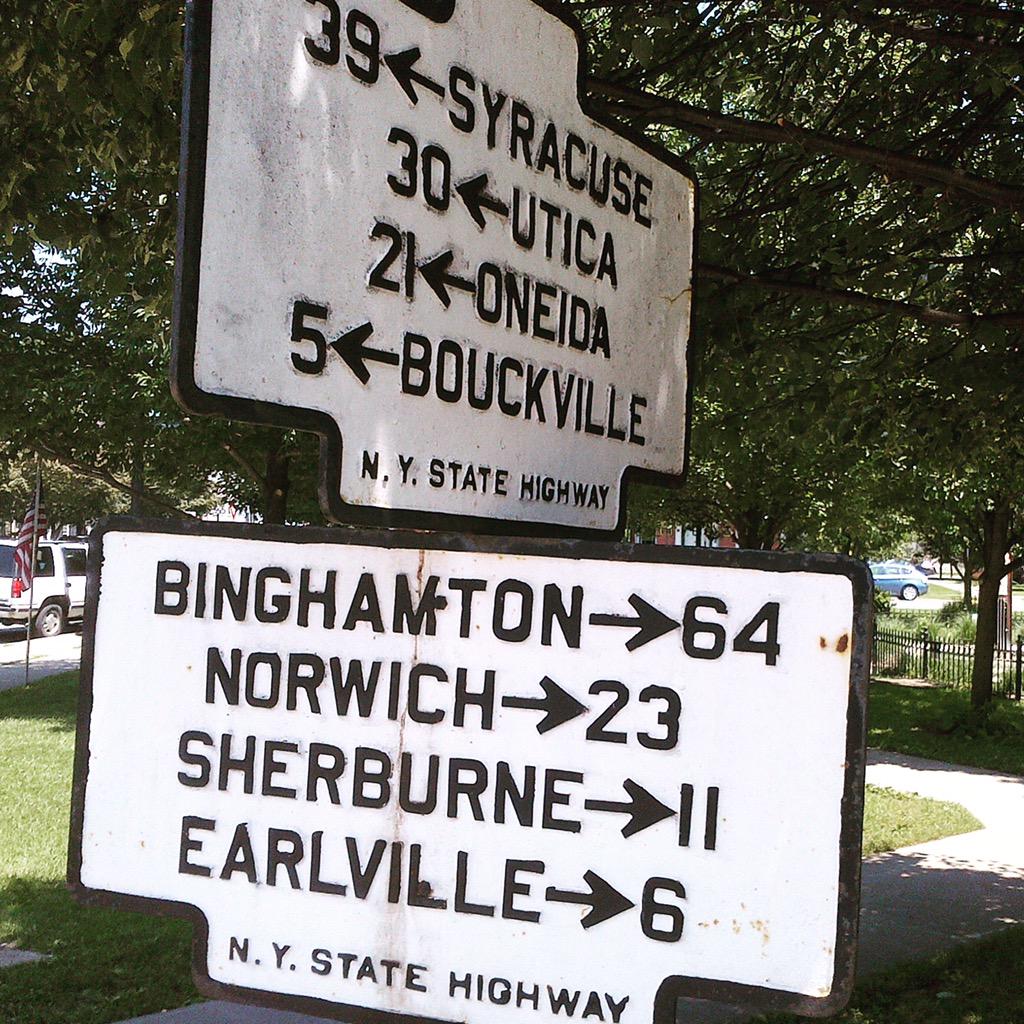 39←SYRACUSE
30←UTICA
21←ONEIDA
5←BOUCKVILLE
N. Y. STATE HIGHWAY
BINGHAMTON→64
NORWICH→23
SHERBURNE→11
EARLVILLE→6
N. Y. STATE HIGHWAY